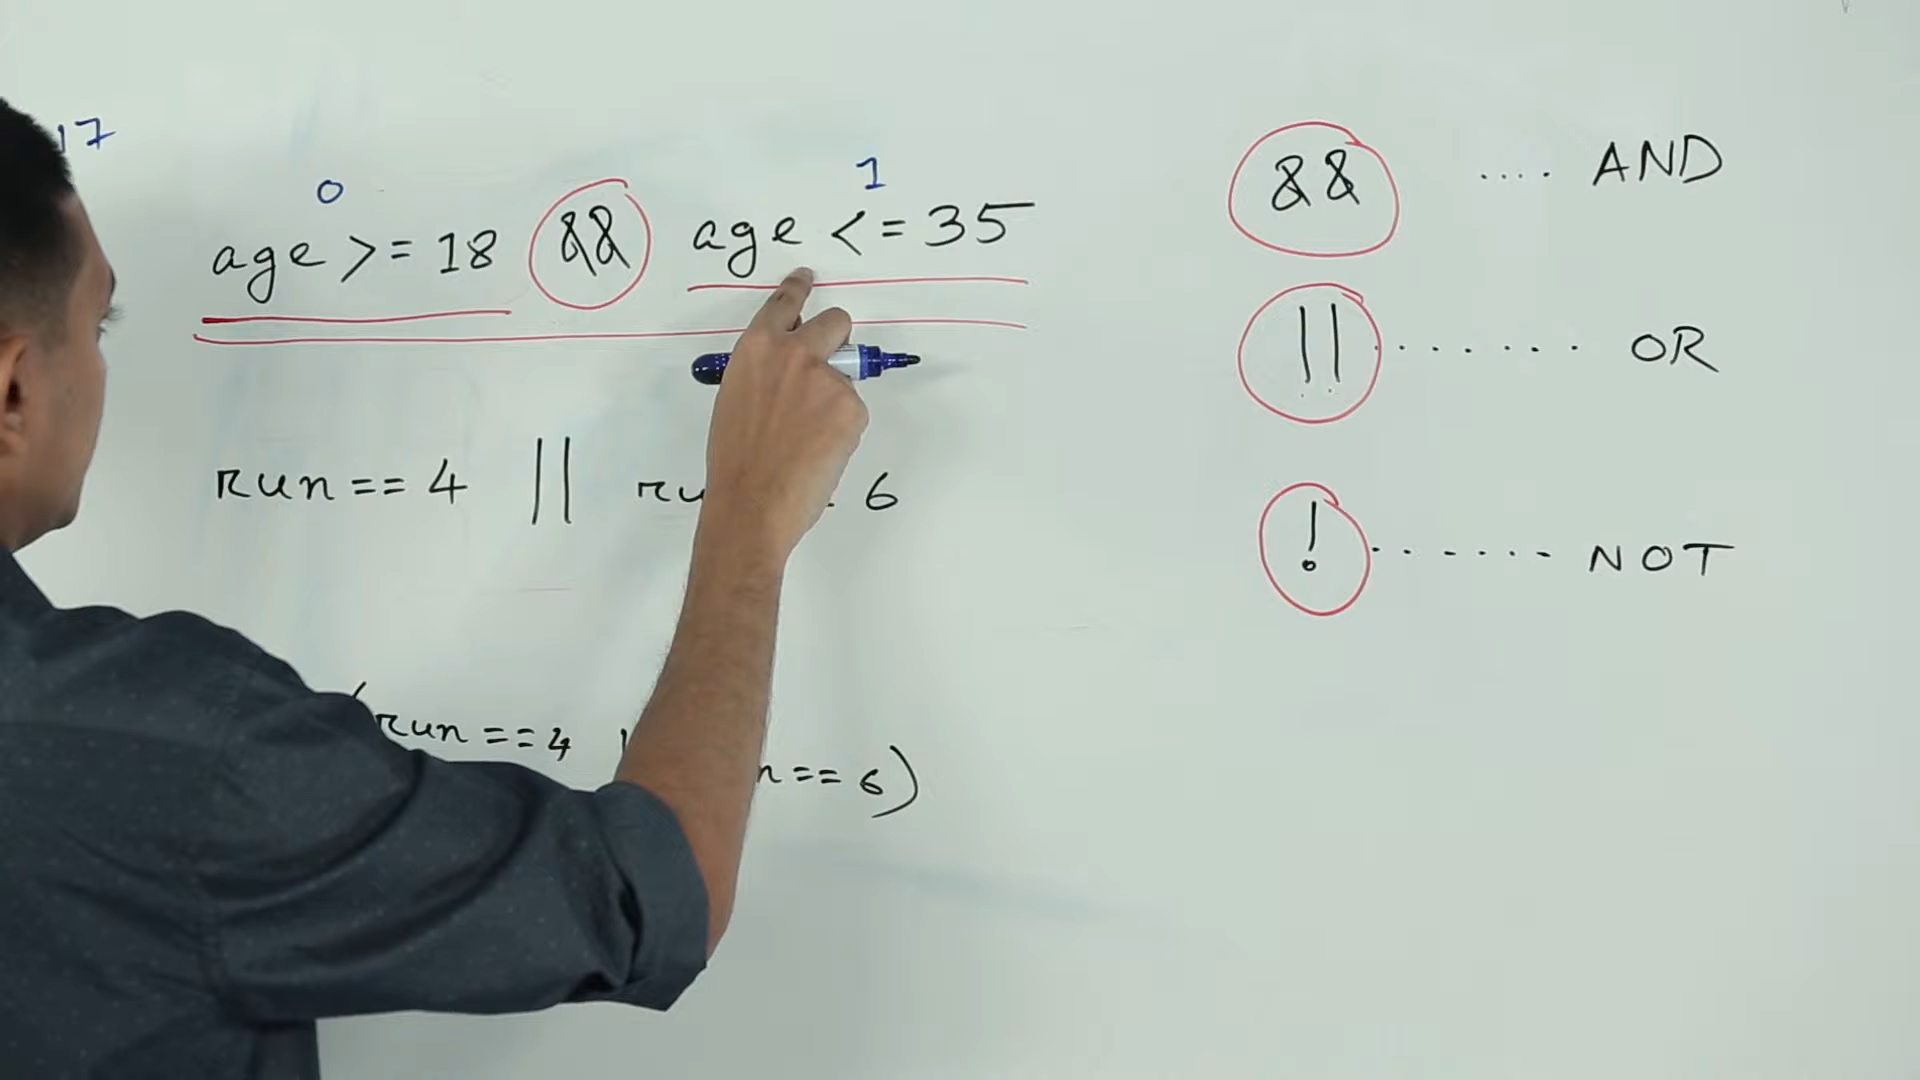 17
0 1
age >= 18 && age <= 35
run == 4 || 6
(run == 4 == 6)
&& .... AND
|| ....... OR
! ....... NOT